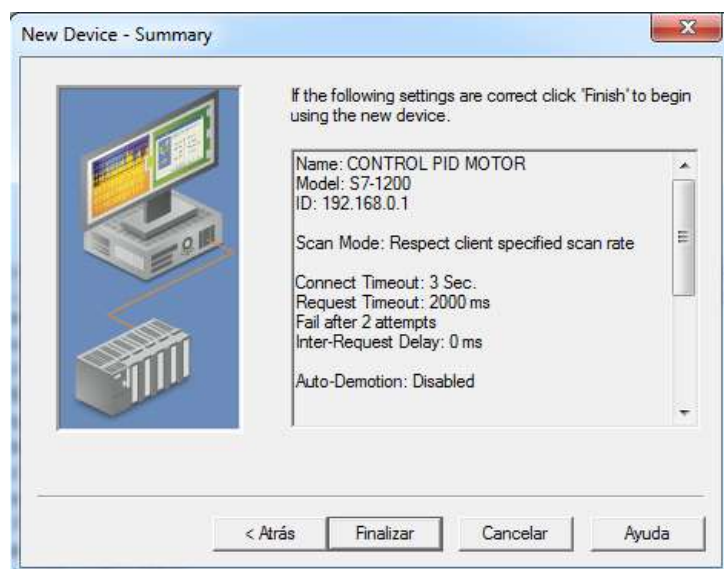 New Device - Summary
If the following settings are correct click 'Finish' to begin
using the new device.
Name: CONTROL PID MOTOR
Model: S7-1200
ID: 192.168.0.1
Scan Mode: Respect client specified scan rate
Connect Timeout: 3 Sec.
Request Timeout: 2000 ms
Fail after 2 attempts
Inter-Request Delay: 0 ms
Auto-Demotion: Disabled
< Atrás
Finalizar
Cancelar
Ayuda